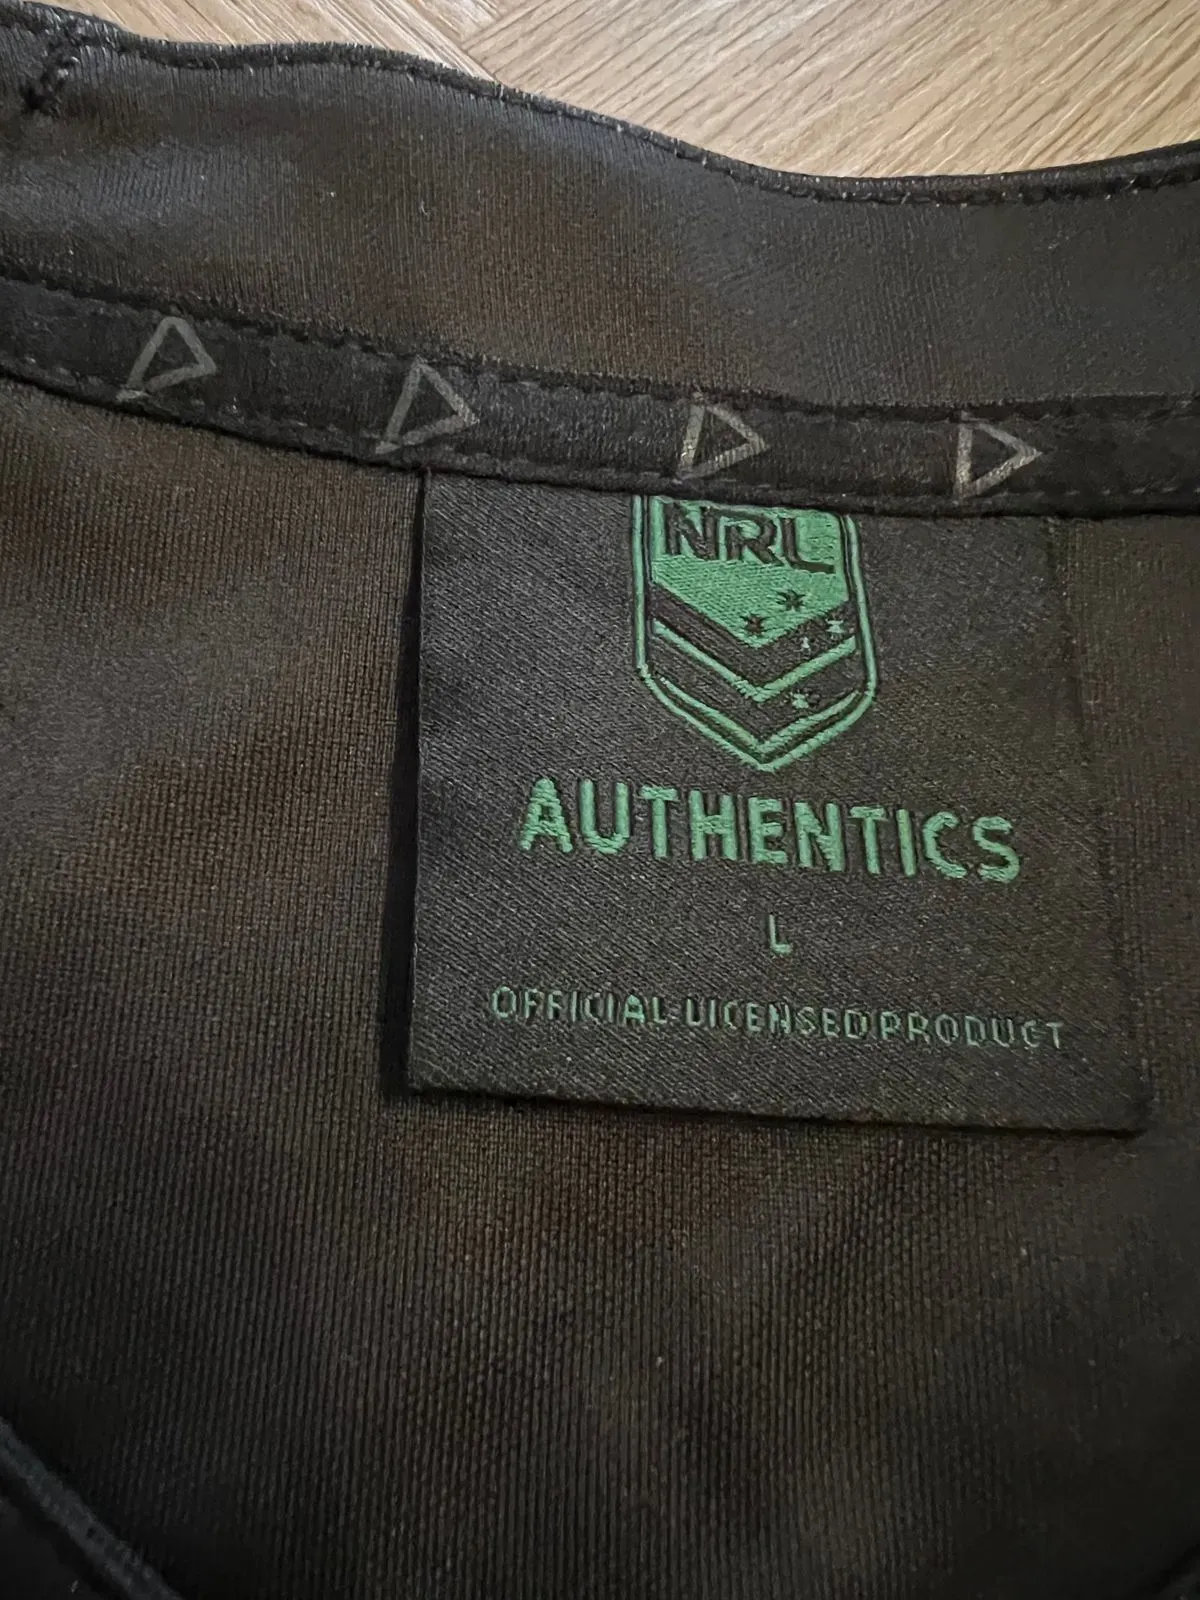 NRL
AUTHENTICS
L
OFFICIAL LICENSED PRODUCT